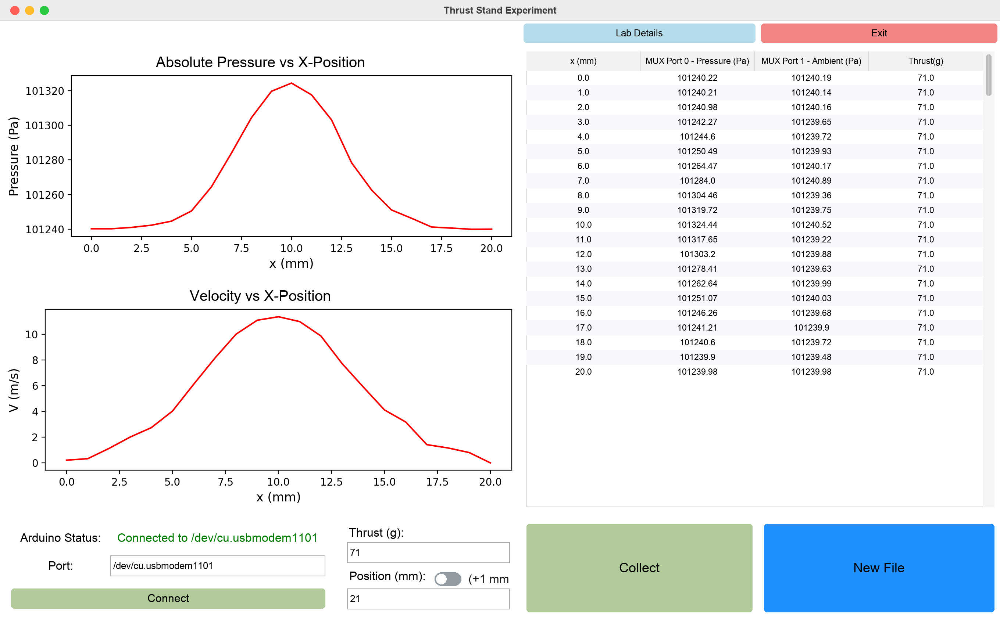 Thrust Stand Experiment
Lab Details
Exit
Absolute Pressure vs X-Position
Pressure (Pa)
101320
101300
101280
101260
101240
0.0 2.5 5.0 7.5 10.0 12.5 15.0 17.5 20.0
x (mm)
Velocity vs X-Position
V (m/s)
10
8
6
4
2
0
0.0 2.5 5.0 7.5 10.0 12.5 15.0 17.5 20.0
x (mm)
x (mm) MUX Port 0 - Pressure (Pa) MUX Port 1 - Ambient (Pa) Thrust(g)
0.0 101240.22 101240.19 71.0
1.0 101240.21 101240.14 71.0
2.0 101240.98 101240.16 71.0
3.0 101242.27 101239.65 71.0
4.0 101244.6 101239.72 71.0
5.0 101250.49 101239.93 71.0
6.0 101264.47 101240.17 71.0
7.0 101284.0 101240.89 71.0
8.0 101304.46 101239.36 71.0
9.0 101319.72 101239.75 71.0
10.0 101324.44 101240.52 71.0
11.0 101317.65 101239.22 71.0
12.0 101303.2 101239.88 71.0
13.0 101278.41 101239.63 71.0
14.0 101262.64 101239.99 71.0
15.0 101251.07 101240.03 71.0
16.0 101246.26 101239.68 71.0
17.0 101241.21 101239.9 71.0
18.0 101240.6 101239.72 71.0
19.0 101239.9 101239.48 71.0
20.0 101239.98 101239.98 71.0
Arduino Status: Connected to /dev/cu.usbmodem1101
Port: /dev/cu.usbmodem1101
Connect
Thrust (g):
71
Position (mm): (+1 mm
21
Collect
New File